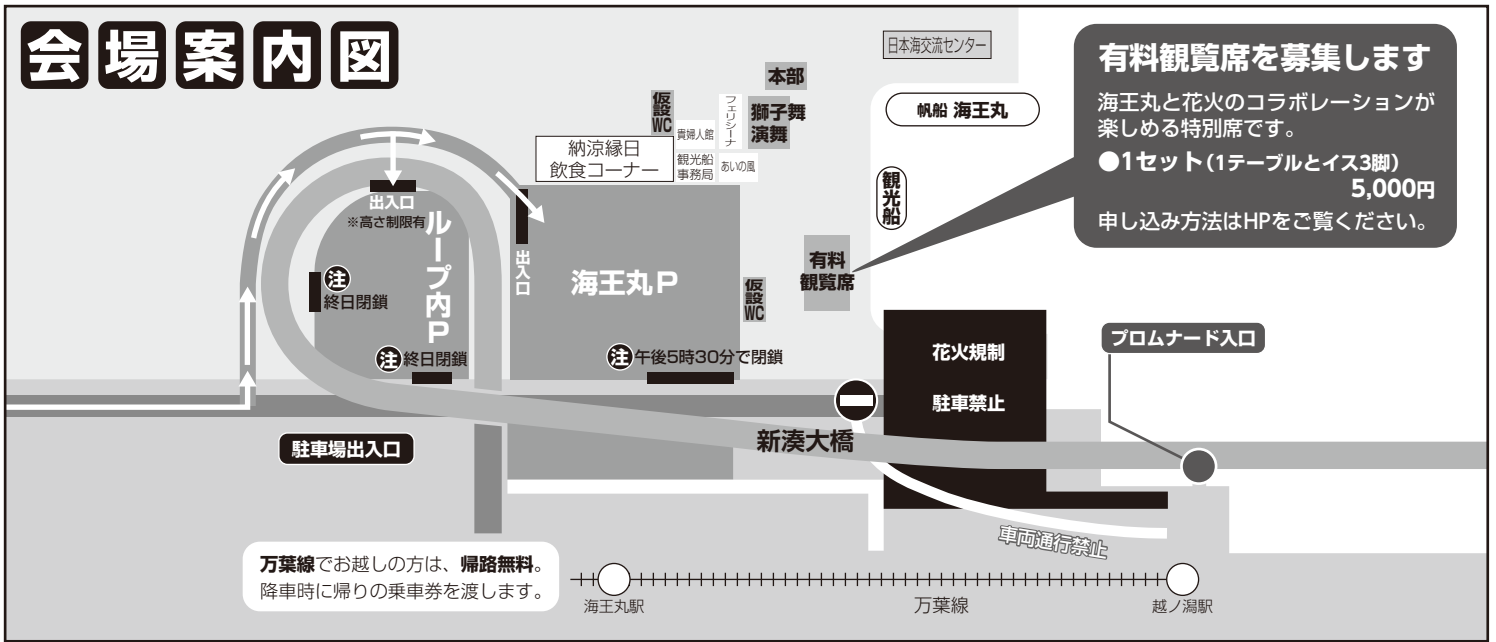 会場案内図
日本海交流センター
有料観覧席を募集します
海王丸と花火のコラボレーションが
楽しめる特別席です。
●1セット(1テーブルとイス3脚)
5,000円
申し込み方法はHPをご覧ください。
本部
仮設WC
フェリシーナ
獅子舞
演舞
貴婦人館
帆船 海王丸
納涼縁日
飲食コーナー
観光船
事務局
あいの風
観光船
出入口
※高さ制限有
ループ内P
出入口
海王丸P
有料
観覧席
仮設WC
注
終日閉鎖
注 終日閉鎖
注 午後5時30分で閉鎖
花火規制
駐車禁止
プロムナード入口
駐車場出入口
新湊大橋
車両通行禁止
万葉線でお越しの方は、帰路無料。
降車時に帰りの乗車券を渡します。
海王丸駅
万葉線
越ノ潟駅